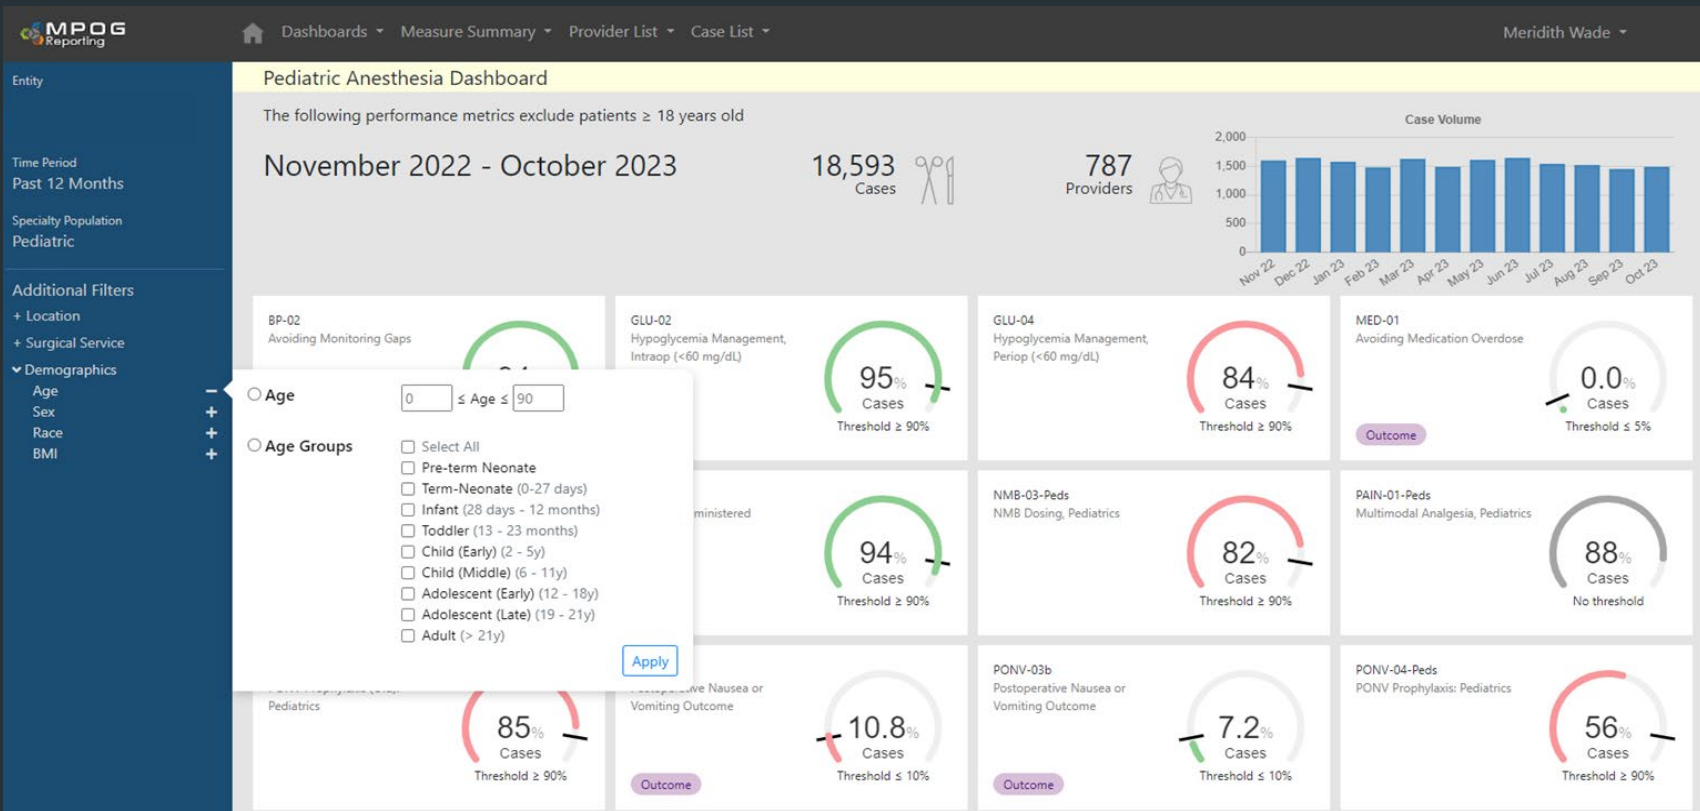 MPOG
Reporting
Dashboards
Measure Summary
Provider List
Case List
Meridith Wade
Entity
Time Period
Past 12 Months
Specialty Population
Pediatric
Additional Filters
+ Location
+ Surgical Service
Demographics
Age
Sex +
Race +
BMI +
Pediatric Anesthesia Dashboard
The following performance metrics exclude patients ≥ 18 years old
November 2022 - October 2023
18,593
Cases
787
Providers
Case Volume
2,000
1,500
1,000
500
0
Nov 22
Dec 22
Jan 23
Feb 23
Mar 23
Apr 23
May 23
Jun 23
Jul 23
Aug 23
Sep 23
Oct 23
BP-02
Avoiding Monitoring Gaps
GLU-02
Hypoglycemia Management,
Intraop (<60 mg/dL)
95%
Cases
Threshold ≥ 90%
GLU-04
Hypoglycemia Management,
Periop (<60 mg/dL)
84%
Cases
Threshold ≥ 90%
MED-01
Avoiding Medication Overdose
0.0%
Cases
Threshold ≤ 5%
Outcome
Age
0 ≤ Age ≤ 90
Age Groups
Select All
Pre-term Neonate
Term-Neonate (0-27 days)
Infant (28 days - 12 months)
Toddler (13 - 23 months)
Child (Early) (2 - 5y)
Child (Middle) (6 - 11y)
Adolescent (Early) (12 - 18y)
Adolescent (Late) (19 - 21y)
Adult (> 21y)
Apply
ministered
94%
Cases
Threshold ≥ 90%
NMB-03-Peds
NMB Dosing, Pediatrics
82%
Cases
Threshold ≥ 90%
PAIN-01-Peds
Multimodal Analgesia, Pediatrics
88%
Cases
No threshold
Pediatrics
85%
Cases
Threshold ≥ 90%
Nausea or
Vomiting Outcome
10.8%
Cases
Threshold ≤ 10%
Outcome
PONV-03b
Postoperative Nausea or
Vomiting Outcome
7.2%
Cases
Threshold ≤ 10%
Outcome
PONV-04-Peds
PONV Prophylaxis: Pediatrics
56%
Cases
Threshold ≥ 90%